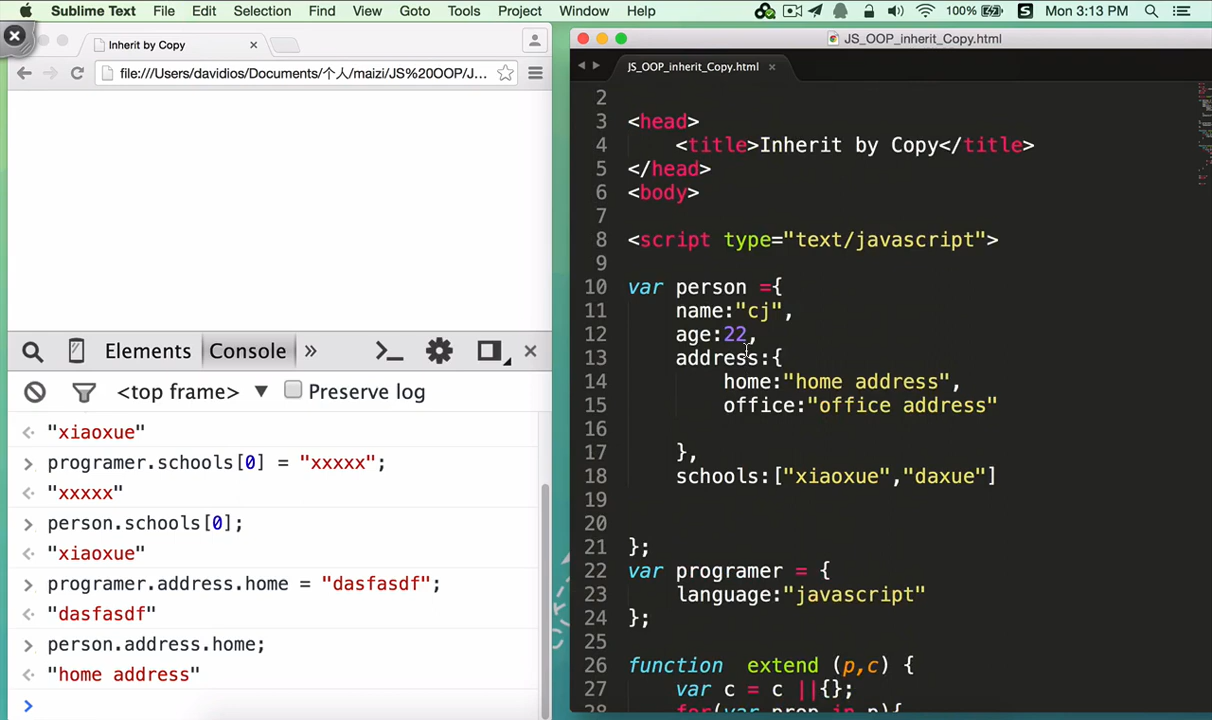 Sublime Text File Edit Selection Find View Goto Tools Project Window Help 100% Mon 3:13 PM
Inherit by Copy
file:///Users/davidios/Documents/个人/maizi/JS%20OOP/J...
Elements Console »
<top frame> ▼ Preserve log
"xiaoxue"
programer.schools[0] = "xxxxx";
"xxxxx"
person.schools[0];
"xiaoxue"
programer.address.home = "dasfasdf";
"dasfasdf"
person.address.home;
"home address"
JS_OOP_inherit_Copy.html
JS_OOP_inherit_Copy.html
2
3 <head>
4 <title>Inherit by Copy</title>
5 </head>
6 <body>
7
8 <script type="text/javascript">
9
10 var person ={
11 name:"cj",
12 age:22,
13 address:{
14 home:"home address",
15 office:"office address"
16
17 },
18 schools:["xiaoxue","daxue"]
19
20
21 };
22 var programer = {
23 language:"javascript"
24 };
25
26 function extend (p,c) {
27 var c = c ||{};
28 for(var prop in p){